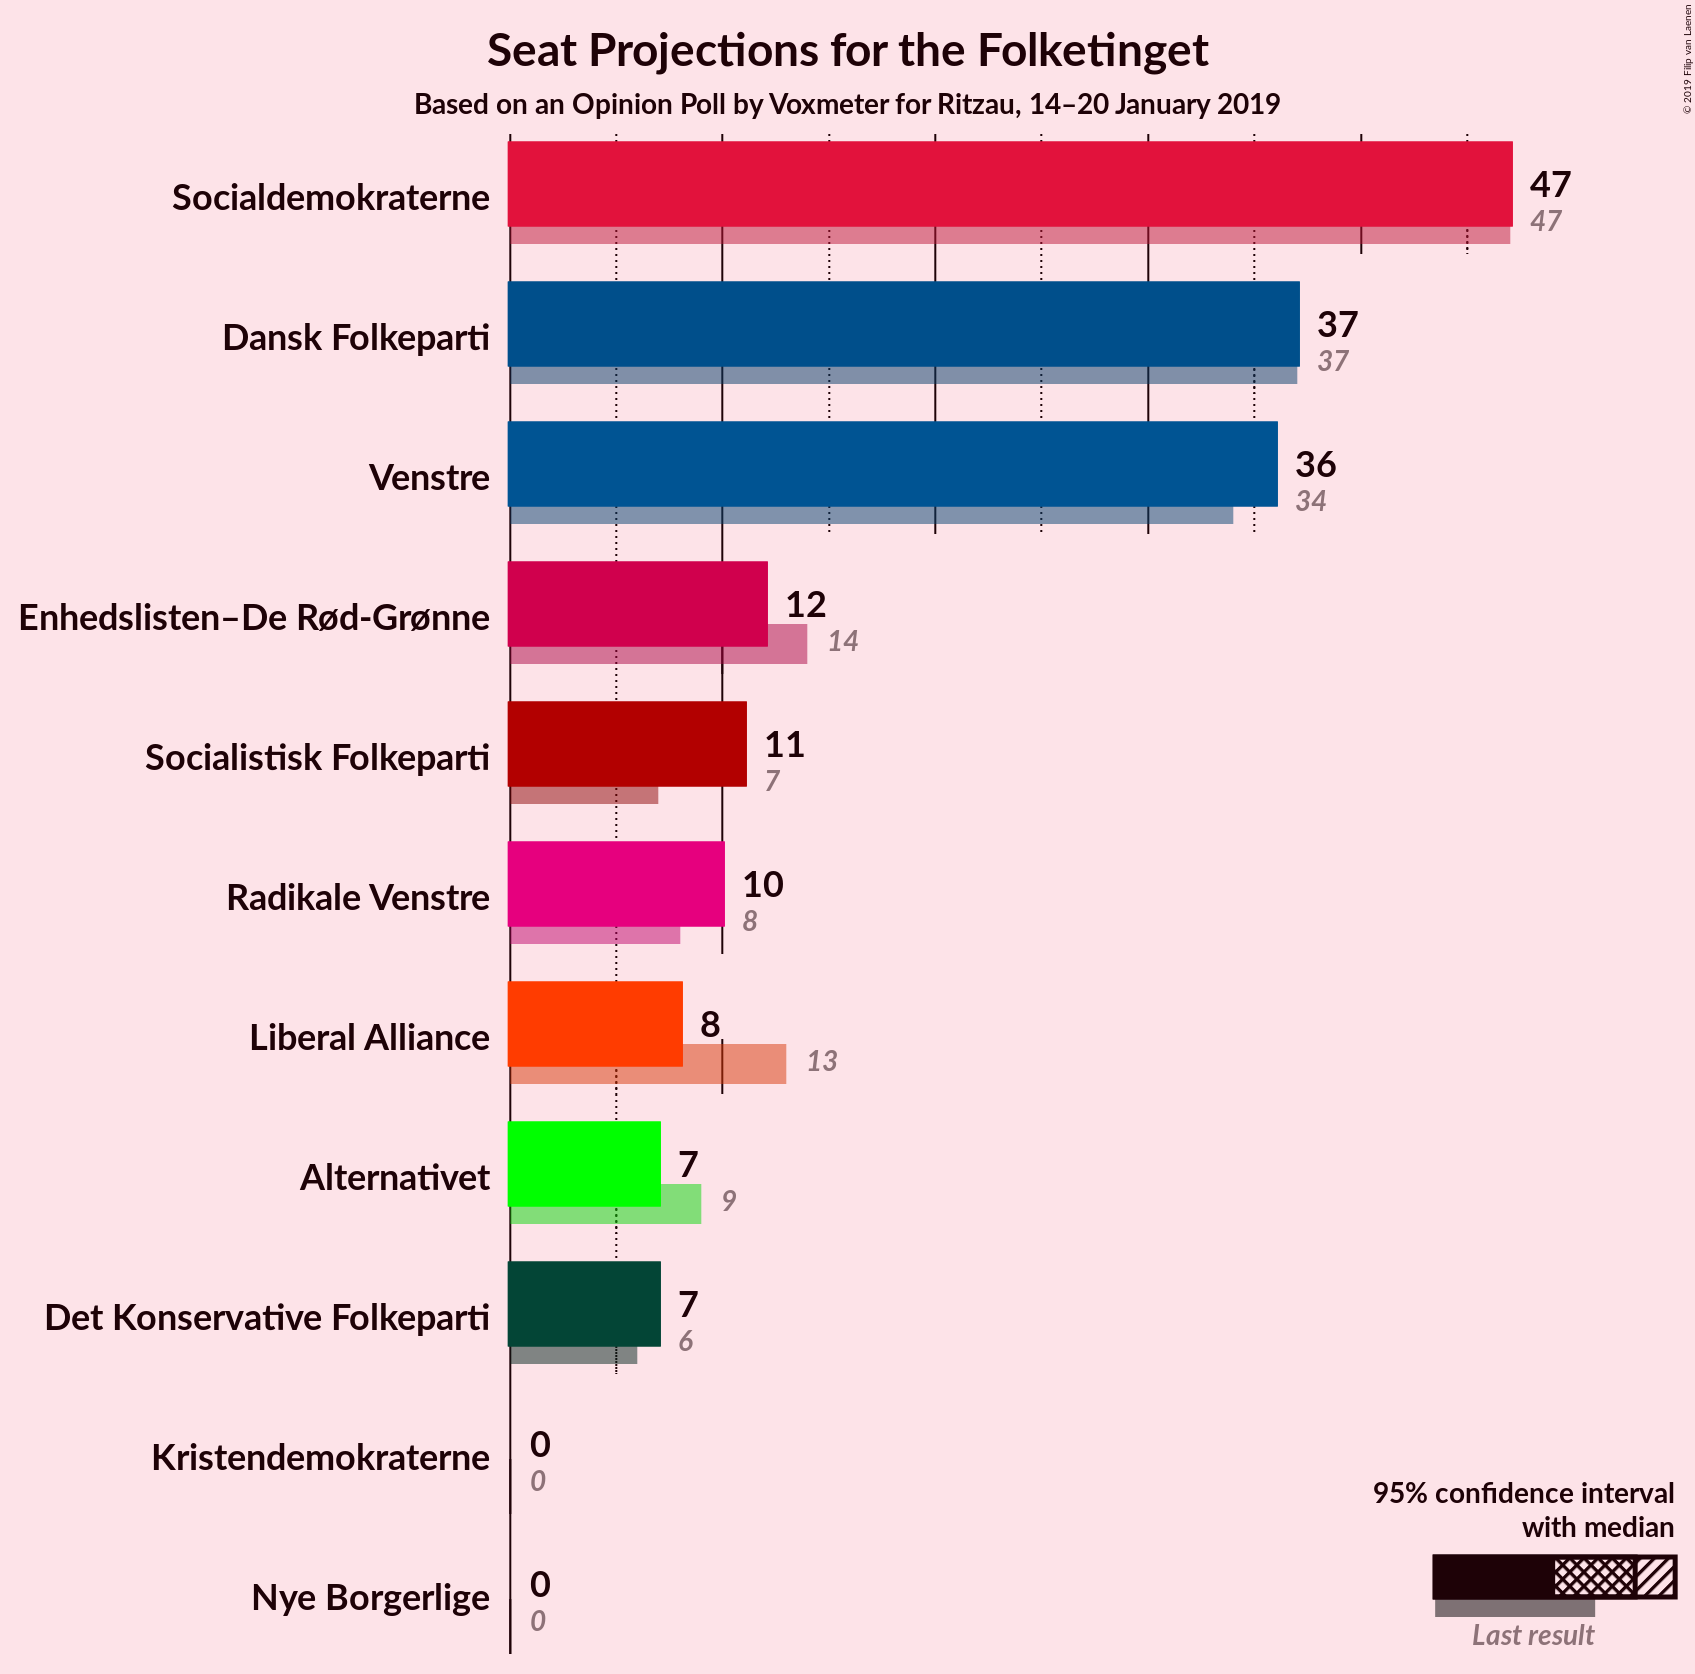 Seat Projections for the Folketinget
Based on an Opinion Poll by Voxmeter for Ritzau, 14–20 January 2019
© 2019 Filip van Laenen
Socialdemokraterne
47
47
Dansk Folkeparti
37
37
Venstre
36
34
Enhedslisten–De Rød-Grønne
12
14
Socialistisk Folkeparti
11
7
Radikale Venstre
10
8
Liberal Alliance
8
13
Alternativet
7
9
Det Konservative Folkeparti
7
6
Kristendemokraterne
0
0
Nye Borgerlige
0
0
95% confidence interval
with median
Last result